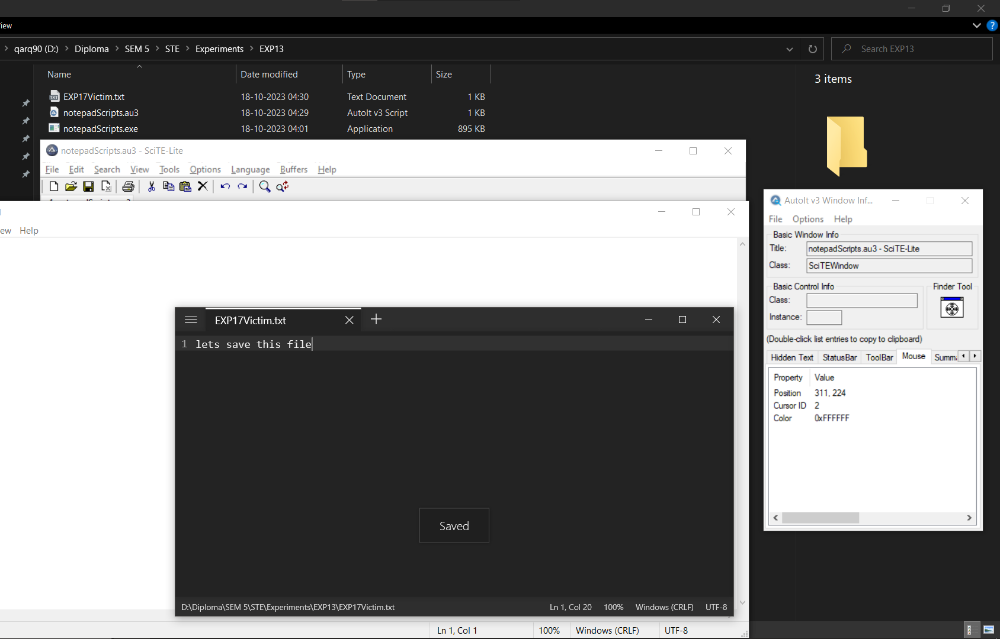 iew
qarq90 (D:) Diploma SEM 5 STE Experiments EXP13
Search EXP13
Name Date modified Type Size
EXP17Victim.txt 18-10-2023 04:30 Text Document 1 KB
notepadScripts.au3 18-10-2023 04:29 AutoIt v3 Script 1 KB
notepadScripts.exe 18-10-2023 04:01 Application 895 KB
3 items
notepadScripts.au3 - SciTE-Lite
File Edit Search View Tools Options Language Buffers Help
ew Help
EXP17Victim.txt
1 lets save this file
Saved
D:\Diploma\SEM 5\STE\Experiments\EXP13\EXP17Victim.txt Ln 1, Col 20 100% Windows (CRLF) UTF-8
Ln 1, Col 1 100% Windows (CRLF) UTF-8
AutoIt v3 Window Inf...
File Options Help
Basic Window Info
Title: notepadScripts.au3 - SciTE-Lite
Class: SciTEWindow
Basic Control Info
Finder Tool
Class:
Instance:
(Double-click list entries to copy to clipboard)
Hidden Text StatusBar ToolBar Mouse Summ
Property Value
Position 311, 224
Cursor ID 2
Color 0xFFFFFF